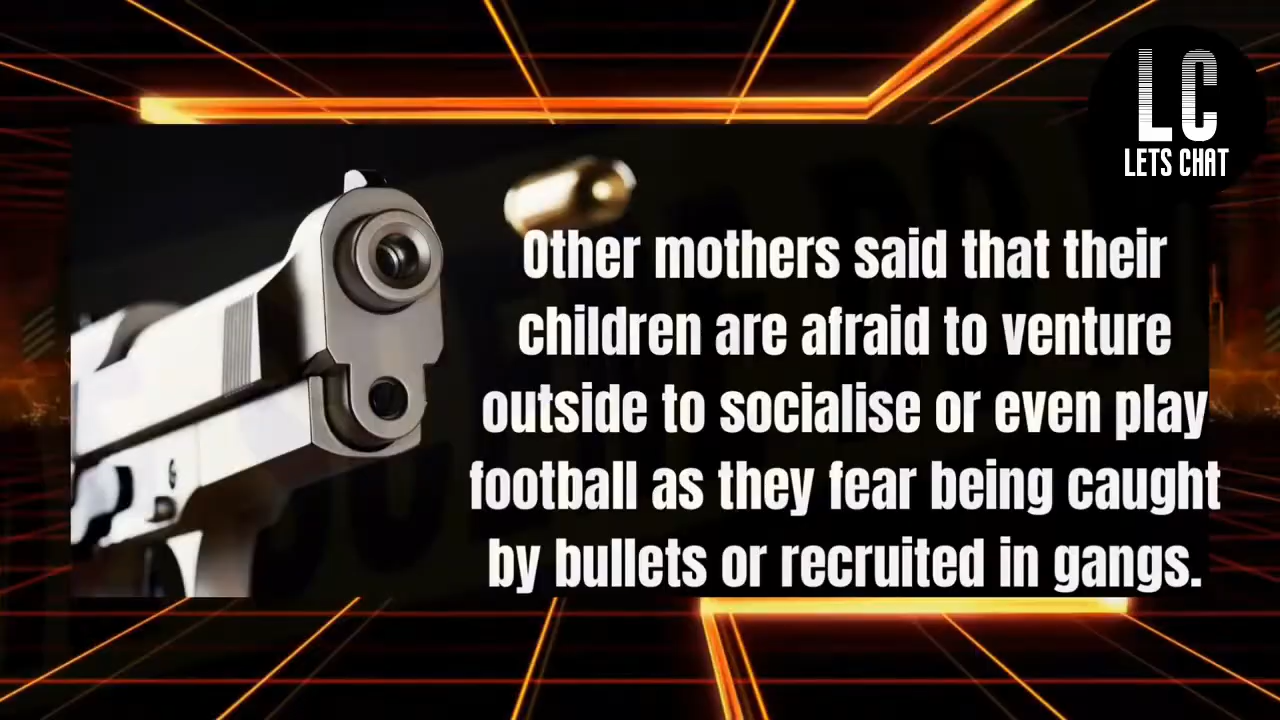 LC
LETS CHAT
Other mothers said that their
children are afraid to venture
outside to socialise or even play
football as they fear being caught
by bullets or recruited in gangs.